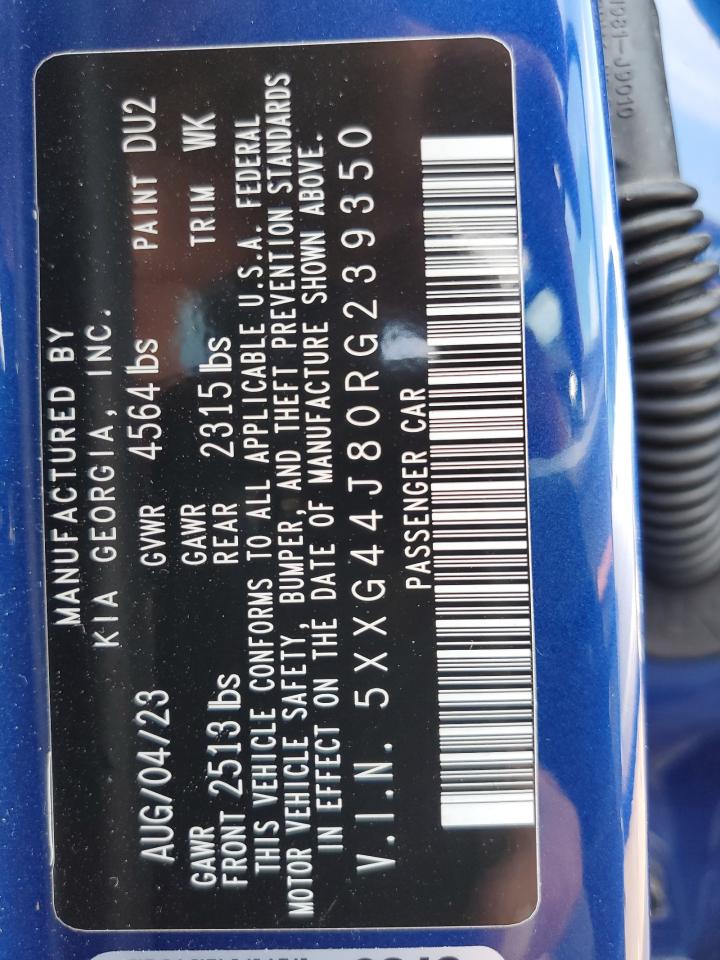 MANUFACTURED BY
KIA GEORGIA, INC.
AUG/04/23 GVWR 4564 lbs PAINT DU2
GAWR GAWR
FRONT 2513 lbs REAR 2315 lbs TRIM WK
THIS VEHICLE CONFORMS TO ALL APPLICABLE U.S.A. FEDERAL
MOTOR VEHICLE SAFETY, BUMPER, AND THEFT PREVENTION STANDARDS
IN EFFECT ON THE DATE OF MANUFACTURE SHOWN ABOVE.
V.I.N. 5XXG44J80RG239350
PASSENGER CAR